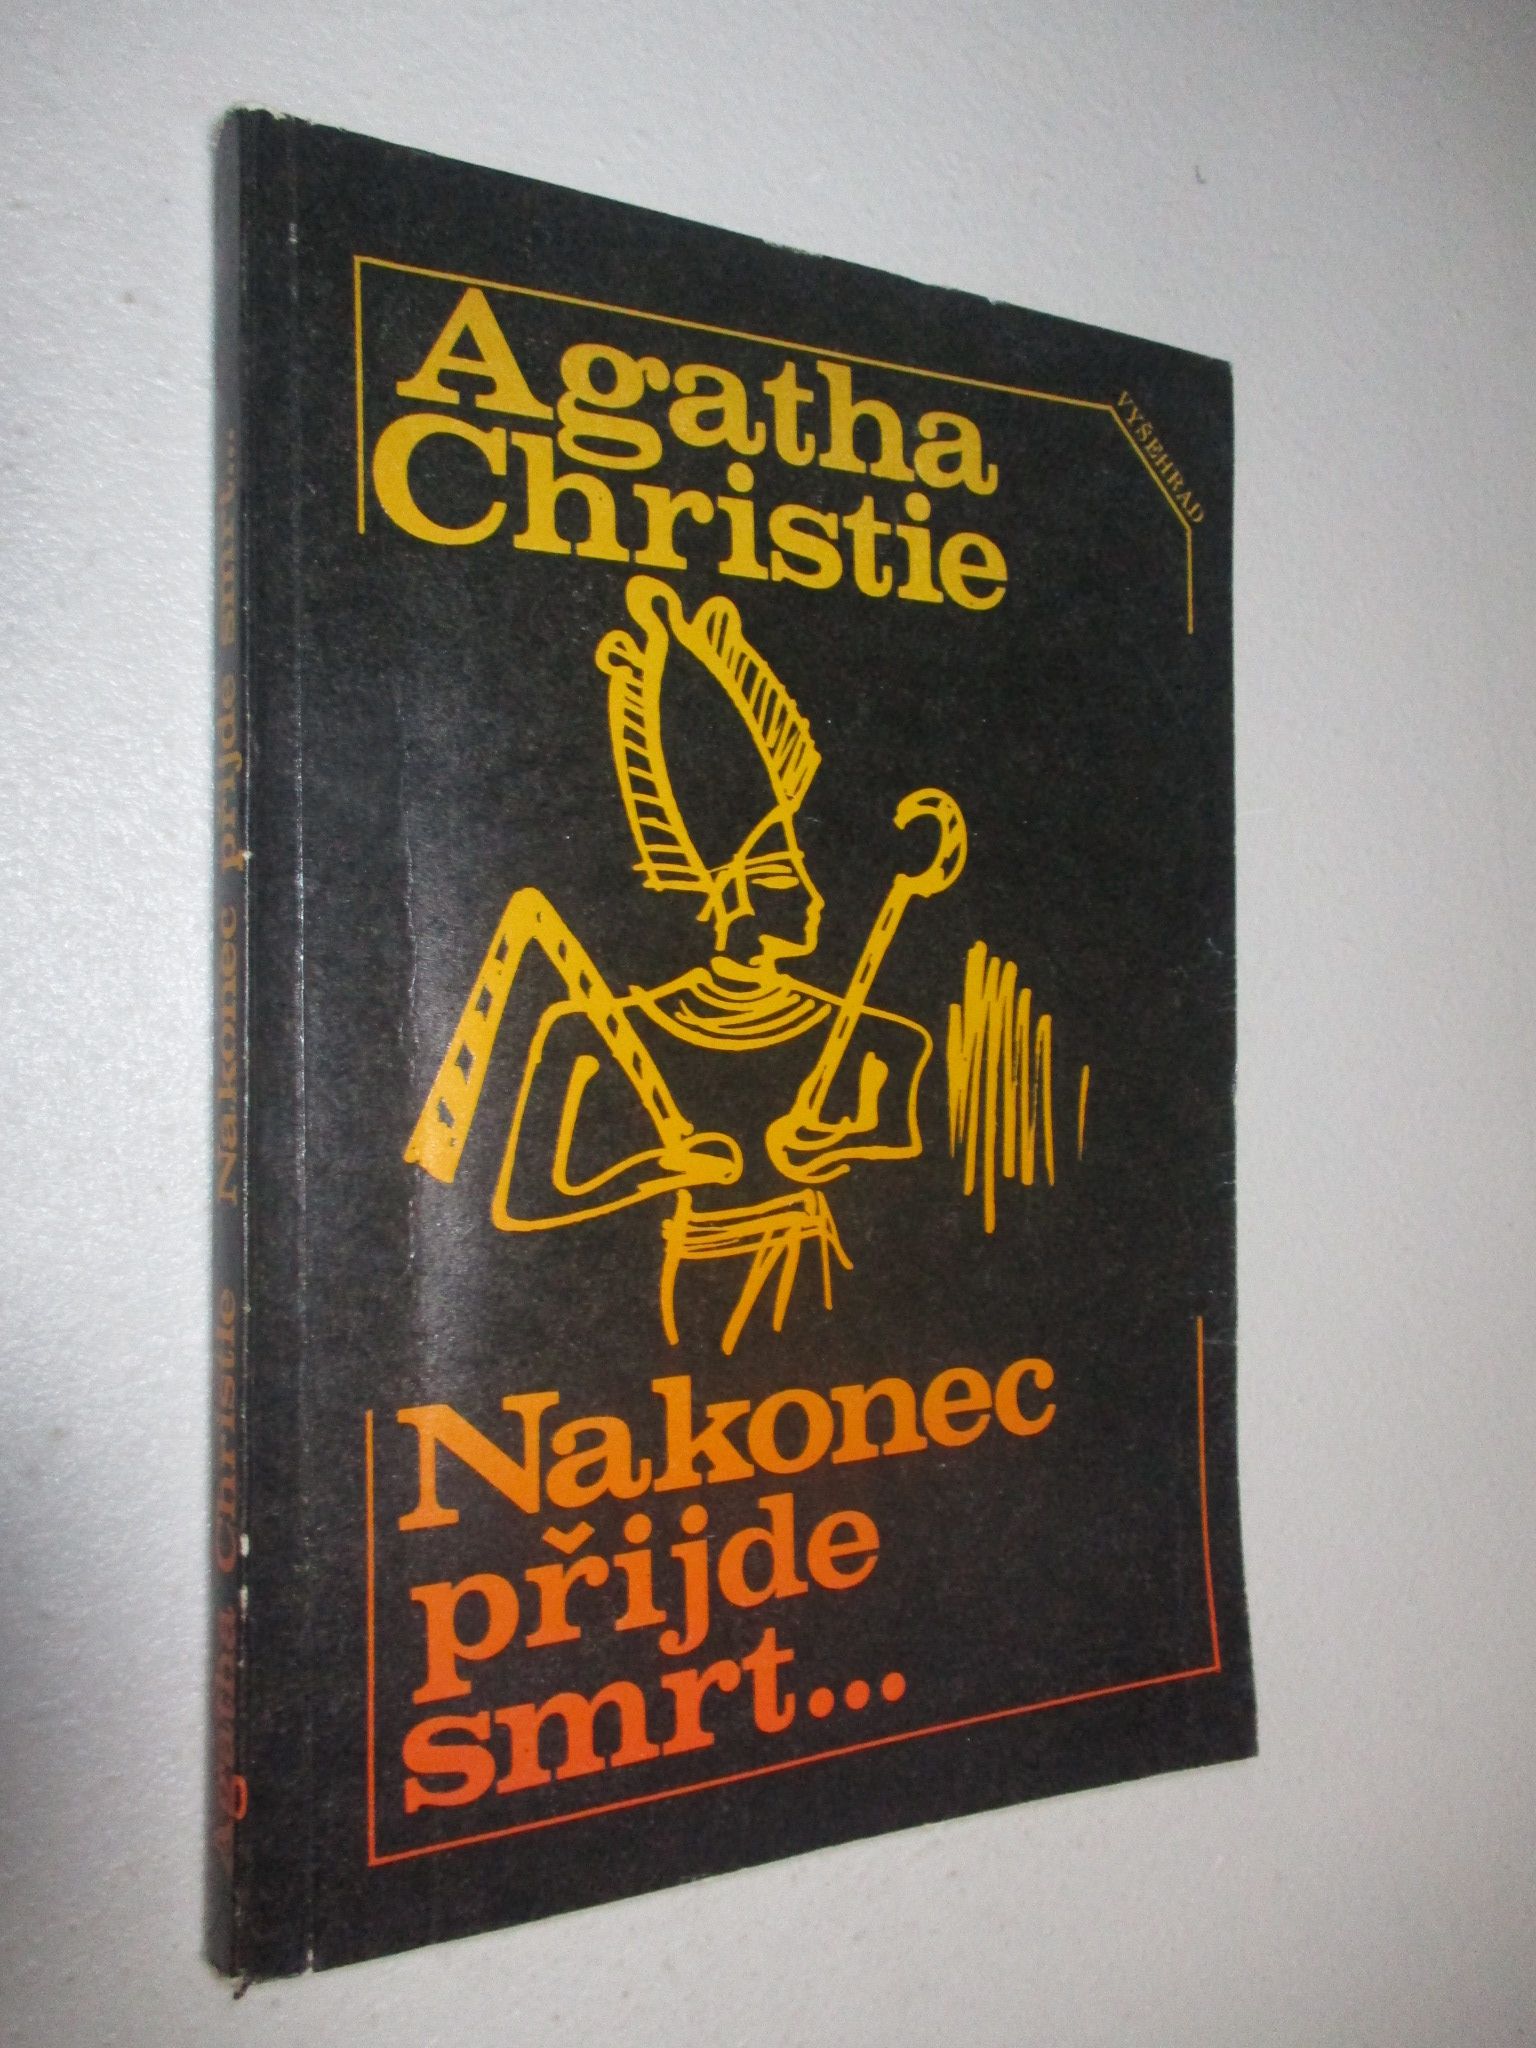 Agatha
Christie
VYŠEHRAD
Nakonec
přijde
smrt...
Agatha Christie Nakonec přijde smrt...